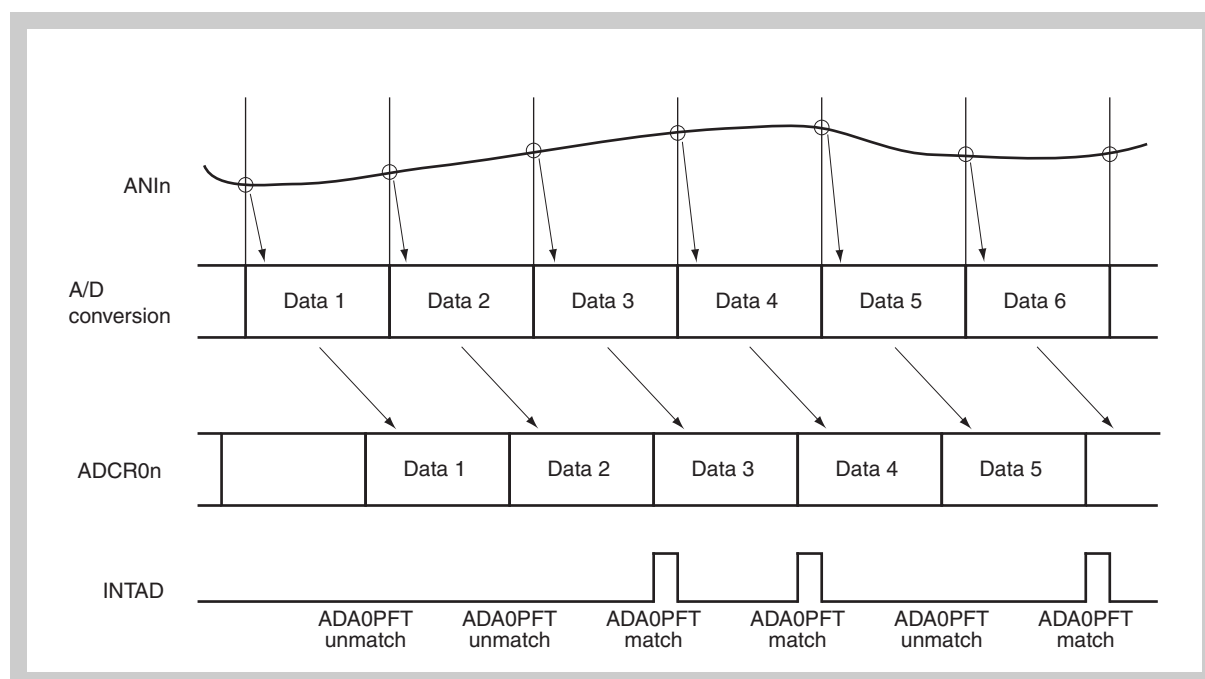 ANIn
A/D
conversion
Data 1 Data 2 Data 3 Data 4 Data 5 Data 6
ADCR0n
Data 1 Data 2 Data 3 Data 4 Data 5
INTAD
ADA0PFT ADA0PFT ADA0PFT ADA0PFT ADA0PFT ADA0PFT
unmatch unmatch match match unmatch match